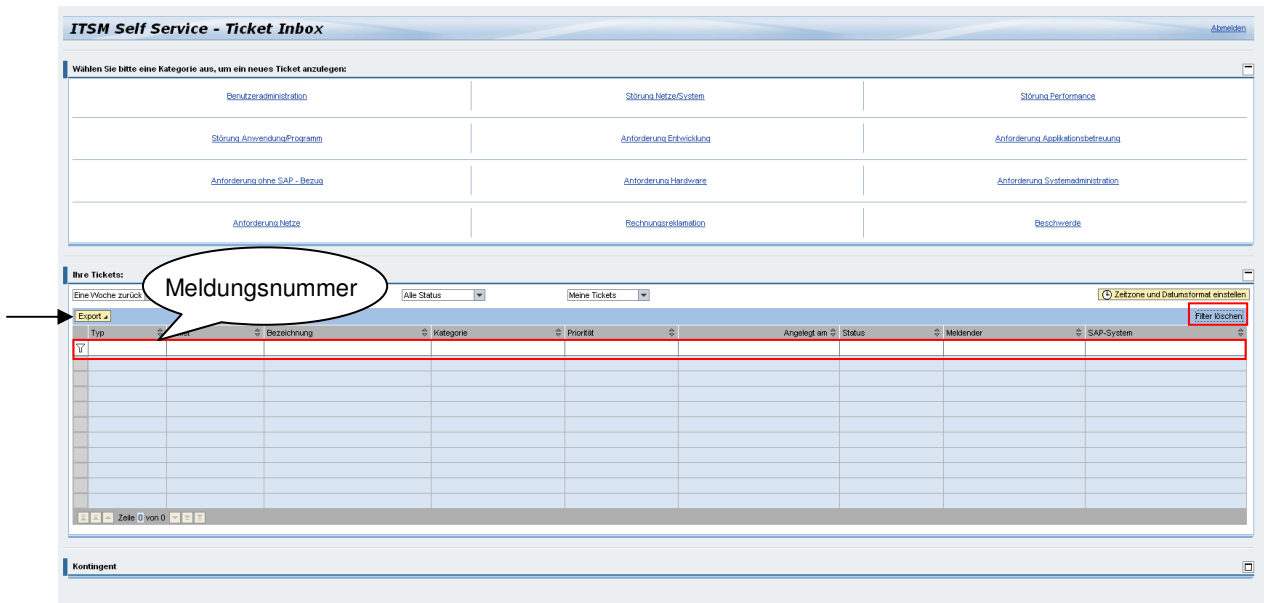 ITSM Self Service - Ticket Inbox
Abmelden
Wählen Sie bitte eine Kategorie aus, um ein neues Ticket anzulegen:
Benutzeradministration Störung Netze/System Störung Performance
Störung Anwendung/Programm Anforderung Entwicklung Anforderung Applikationsbetreuung
Anforderung ohne SAP - Bezug Anforderung Hardware Anforderung Systemadministration
Anforderung Netze Rechnungsreklamation Beschwerde
Ihre Tickets:
Meldungsnummer
Eine Woche zurück Alle Status Meine Tickets Zeitzone und Datumsformat einstellen
Export Filter löschen
Typ Bezeichnung Kategorie Priorität Angelegt am Status Meldender SAP-System
Zeile 0 von 0
Kontingent